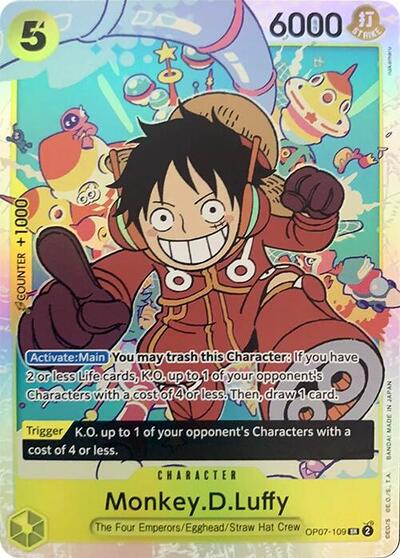 5
6000
打
STRIKE
COUNTER +1000
Activate:Main You may trash this Character: If you have
2 or less Life cards, K.O. up to 1 of your opponent's
Characters with a cost of 4 or less. Then, draw 1 card.
Trigger K.O. up to 1 of your opponent's Characters with a
cost of 4 or less.
CHARACTER
Monkey.D.Luffy
The Four Emperors/Egghead/Straw Hat Crew
OP07-109 SR 2
BANDAI MADE IN JAPAN